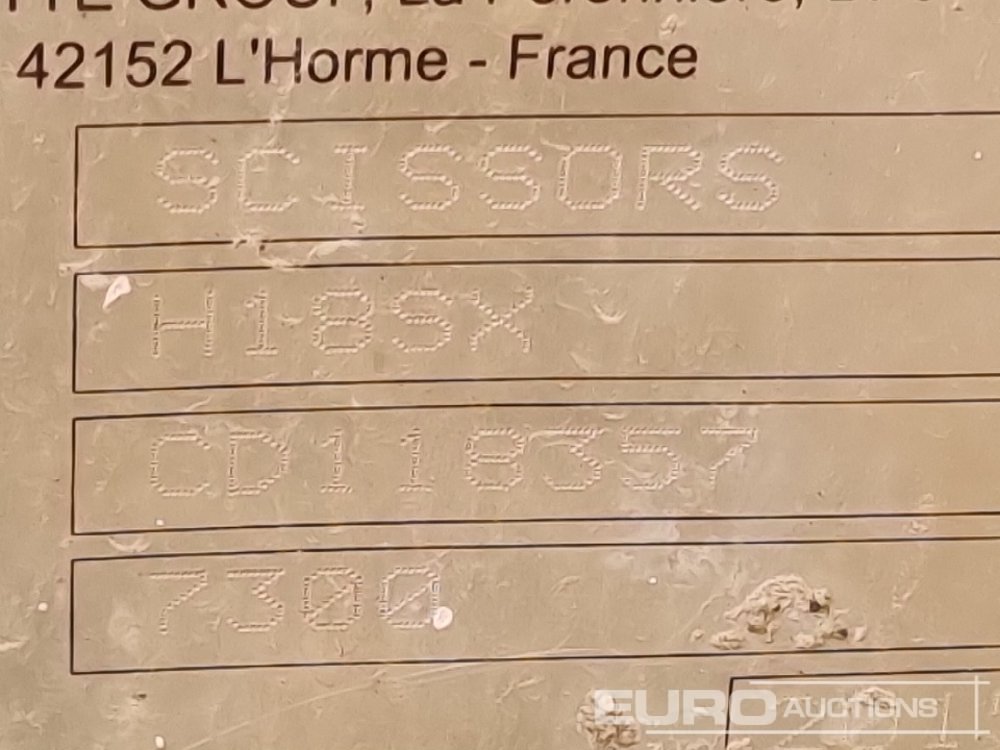 42152 L'Horme - France
SCISSORS
H18SX
CD118357
7300
EURO AUCTIONS